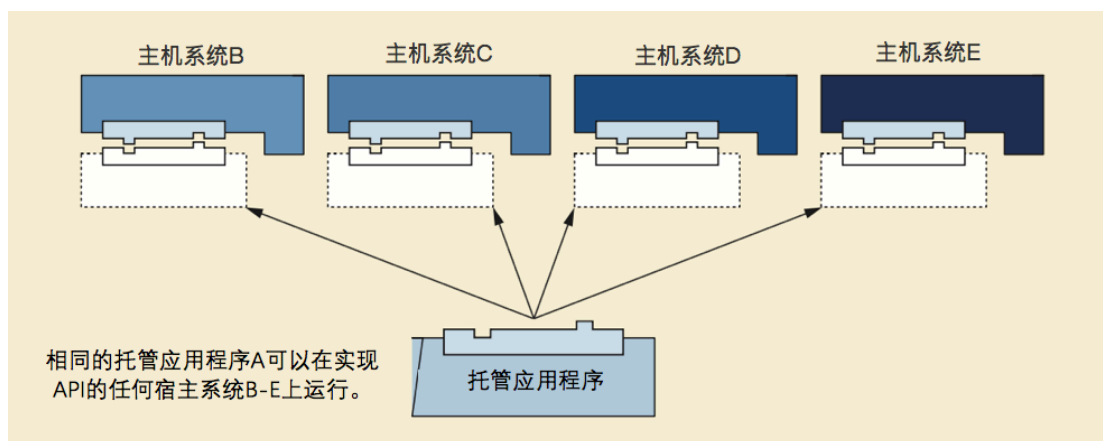 主机系统B
主机系统C
主机系统D
主机系统E
相同的托管应用程序A可以在实现
API的任何宿主系统B-E上运行。
托管应用程序